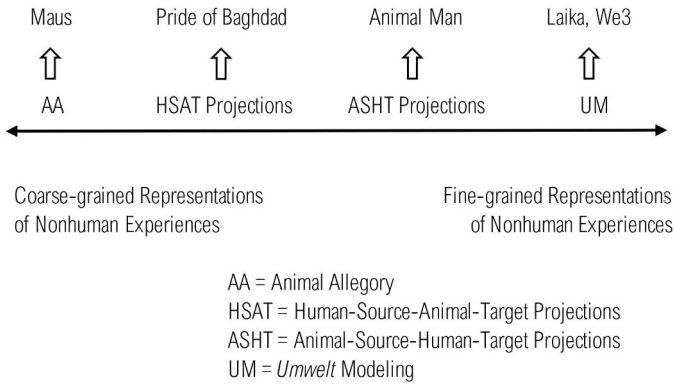 Maus Pride of Baghdad Animal Man Laika, We3
AA HSAT Projections ASHT Projections UM
Coarse-grained Representations
of Nonhuman Experiences
Fine-grained Representations
of Nonhuman Experiences
AA = Animal Allegory
HSAT = Human-Source-Animal-Target Projections
ASHT = Animal-Source-Human-Target Projections
UM = Umwelt Modeling